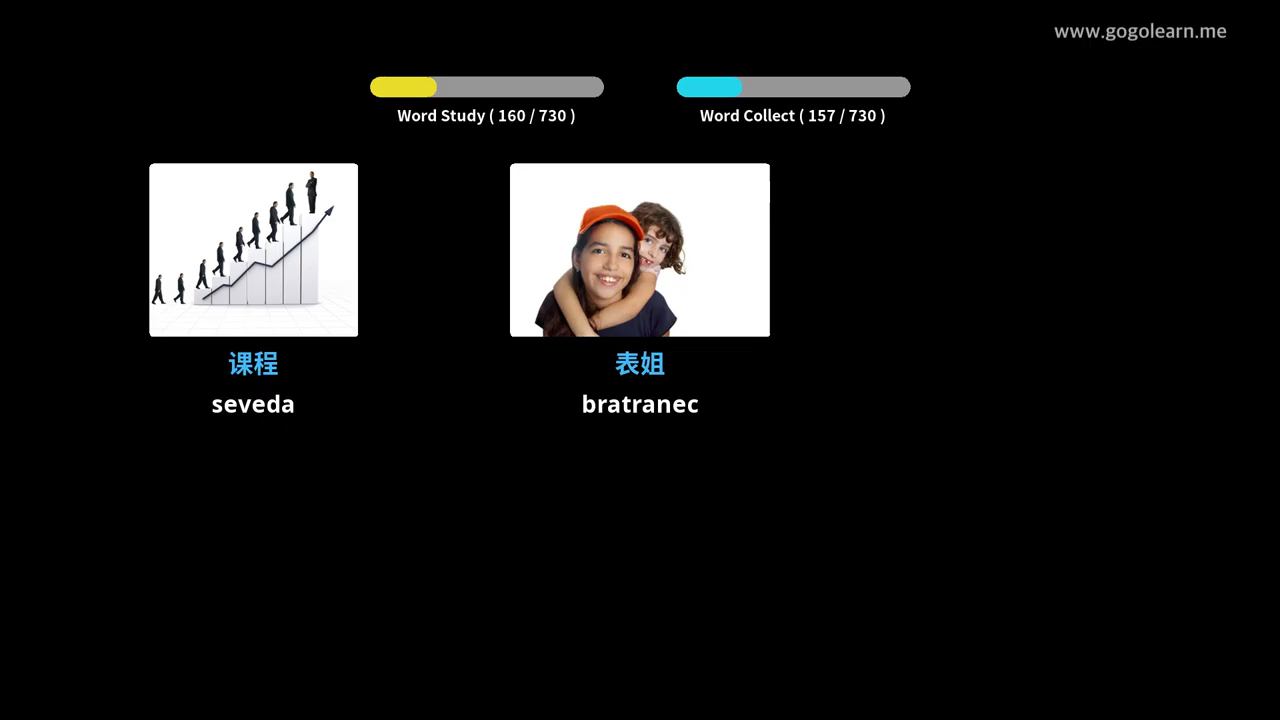 www.gogolearn.me
Word Study ( 160 / 730 )
Word Collect ( 157 / 730 )
课程
表姐
seveda
bratranec